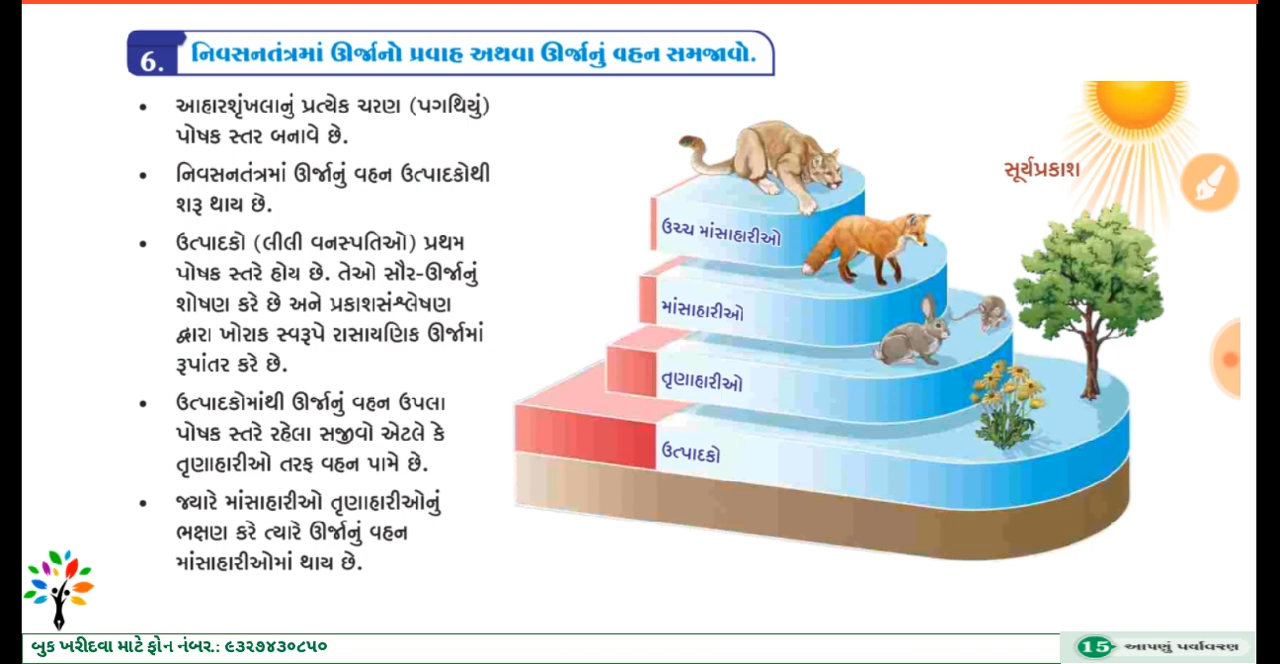 6. નિવસનતંત્રમાં ઊર્જાનો પ્રવાહ અથવા ઊર્જાનું વહન સમજાવો.
• આહારશૃંખલાનું પ્રત્યેક ચરણ (પગથિયું)
પોષક સ્તર બનાવે છે.
• નિવસનતંત્રમાં ઊર્જાનું વહન ઉત્પાદકોથી
શરૂ થાય છે.
• ઉત્પાદકો (લીલી વનસ્પતિઓ) પ્રથમ
પોષક સ્તરે હોય છે. તેઓ સૌર-ઊર્જાનું
શોષણ કરે છે અને પ્રકાશસંશ્લેષણ
દ્વારા ખોરાક સ્વરૂપે રાસાયણિક ઊર્જામાં
રૂપાંતર કરે છે.
• ઉત્પાદકોમાંથી ઊર્જાનું વહન ઉપલા
પોષક સ્તરે રહેલા સજીવો એટલે કે
તૃણાહારીઓ તરફ વહન પામે છે.
• જ્યારે માંસાહારીઓ તૃણાહારીઓનું
ભક્ષણ કરે ત્યારે ઊર્જાનું વહન
માંસાહારીઓમાં થાય છે.
સૂર્યપ્રકાશ
ઉચ્ચ માંસાહારીઓ
માંસાહારીઓ
તૃણાહારીઓ
ઉત્પાદકો
બુક ખરીદવા માટે ફોન નંબર.: ૯૩૨૭૪૩૦૮૫૦
15 આપણું પર્યાવરણ